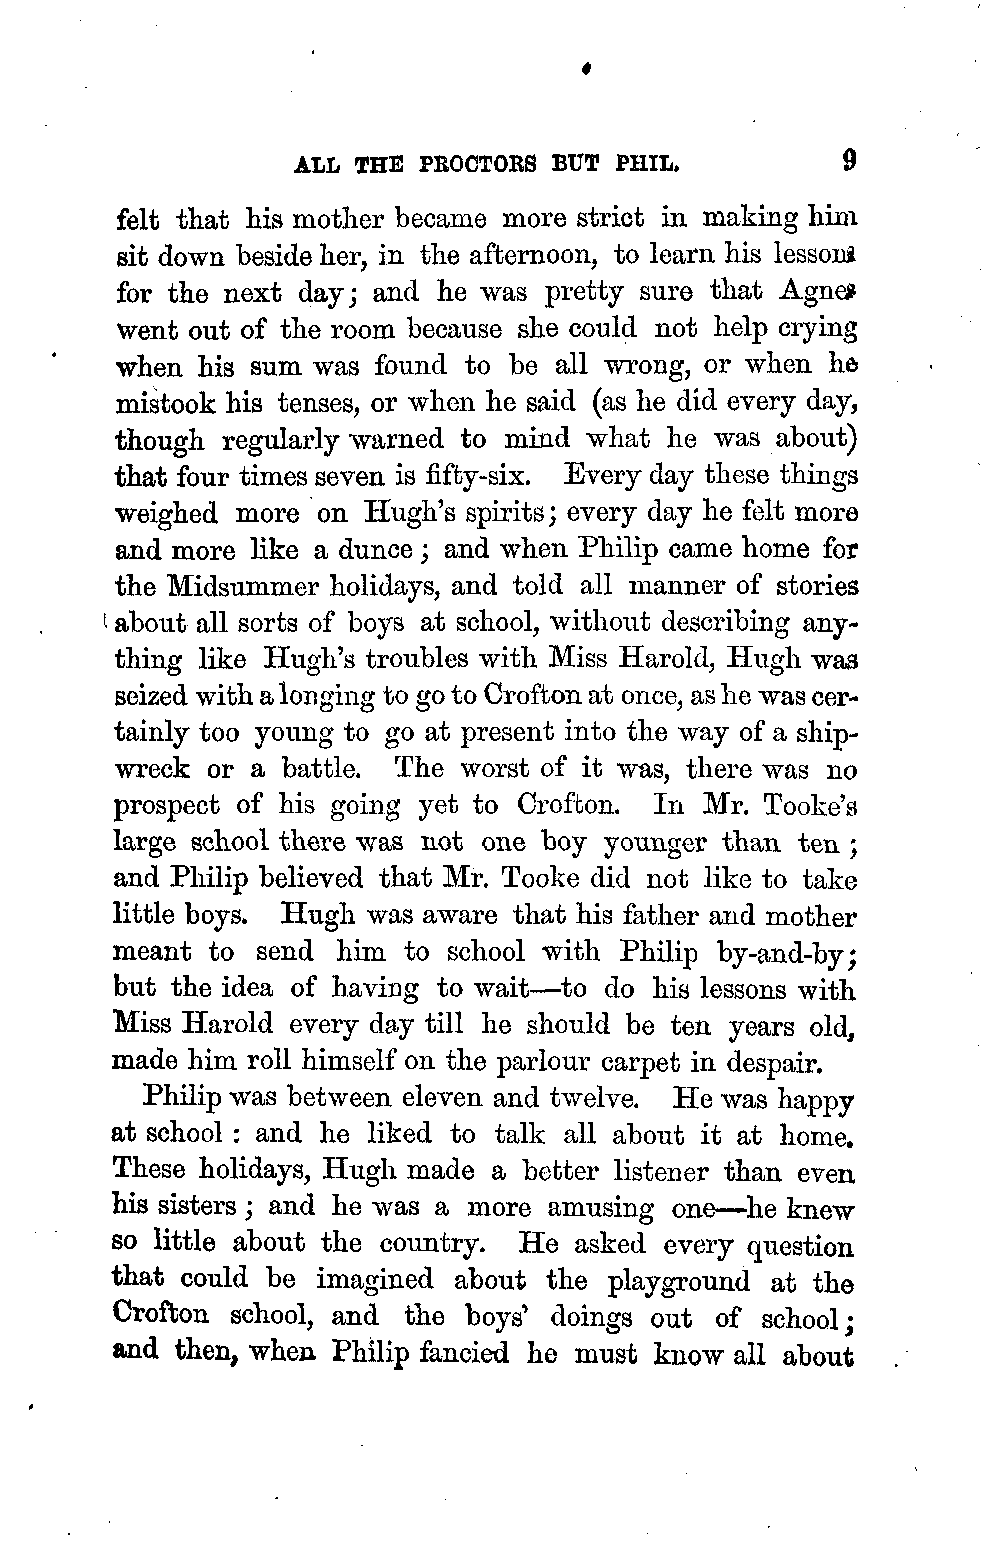 ALL THE PROCTORS BUT PHIL. 9
felt that his mother became more strict in making him
sit down beside her, in the afternoon, to learn his lessons
for the next day; and he was pretty sure that Agnes
went out of the room because she could not help crying
when his sum was found to be all wrong, or when he
mistook his tenses, or when he said (as he did every day,
though regularly warned to mind what he was about)
that four times seven is fifty-six. Every day these things
weighed more on Hugh's spirits; every day he felt more
and more like a dunce; and when Philip came home for
the Midsummer holidays, and told all manner of stories
about all sorts of boys at school, without describing any-
thing like Hugh's troubles with Miss Harold, Hugh was
seized with a longing to go to Crofton at once, as he was cer-
tainly too young to go at present into the way of a ship-
wreck or a battle. The worst of it was, there was no
prospect of his going yet to Crofton. In Mr. Tooke's
large school there was not one boy younger than ten;
and Philip believed that Mr. Tooke did not like to take
little boys. Hugh was aware that his father and mother
meant to send him to school with Philip by-and-by;
but the idea of having to wait—to do his lessons with
Miss Harold every day till he should be ten years old,
made him roll himself on the parlour carpet in despair.
Philip was between eleven and twelve. He was happy
at school: and he liked to talk all about it at home.
These holidays, Hugh made a better listener than even
his sisters; and he was a more amusing one—he knew
so little about the country. He asked every question
that could be imagined about the playground at the
Crofton school, and the boys' doings out of school;
and then, when Philip fancied he must know all about